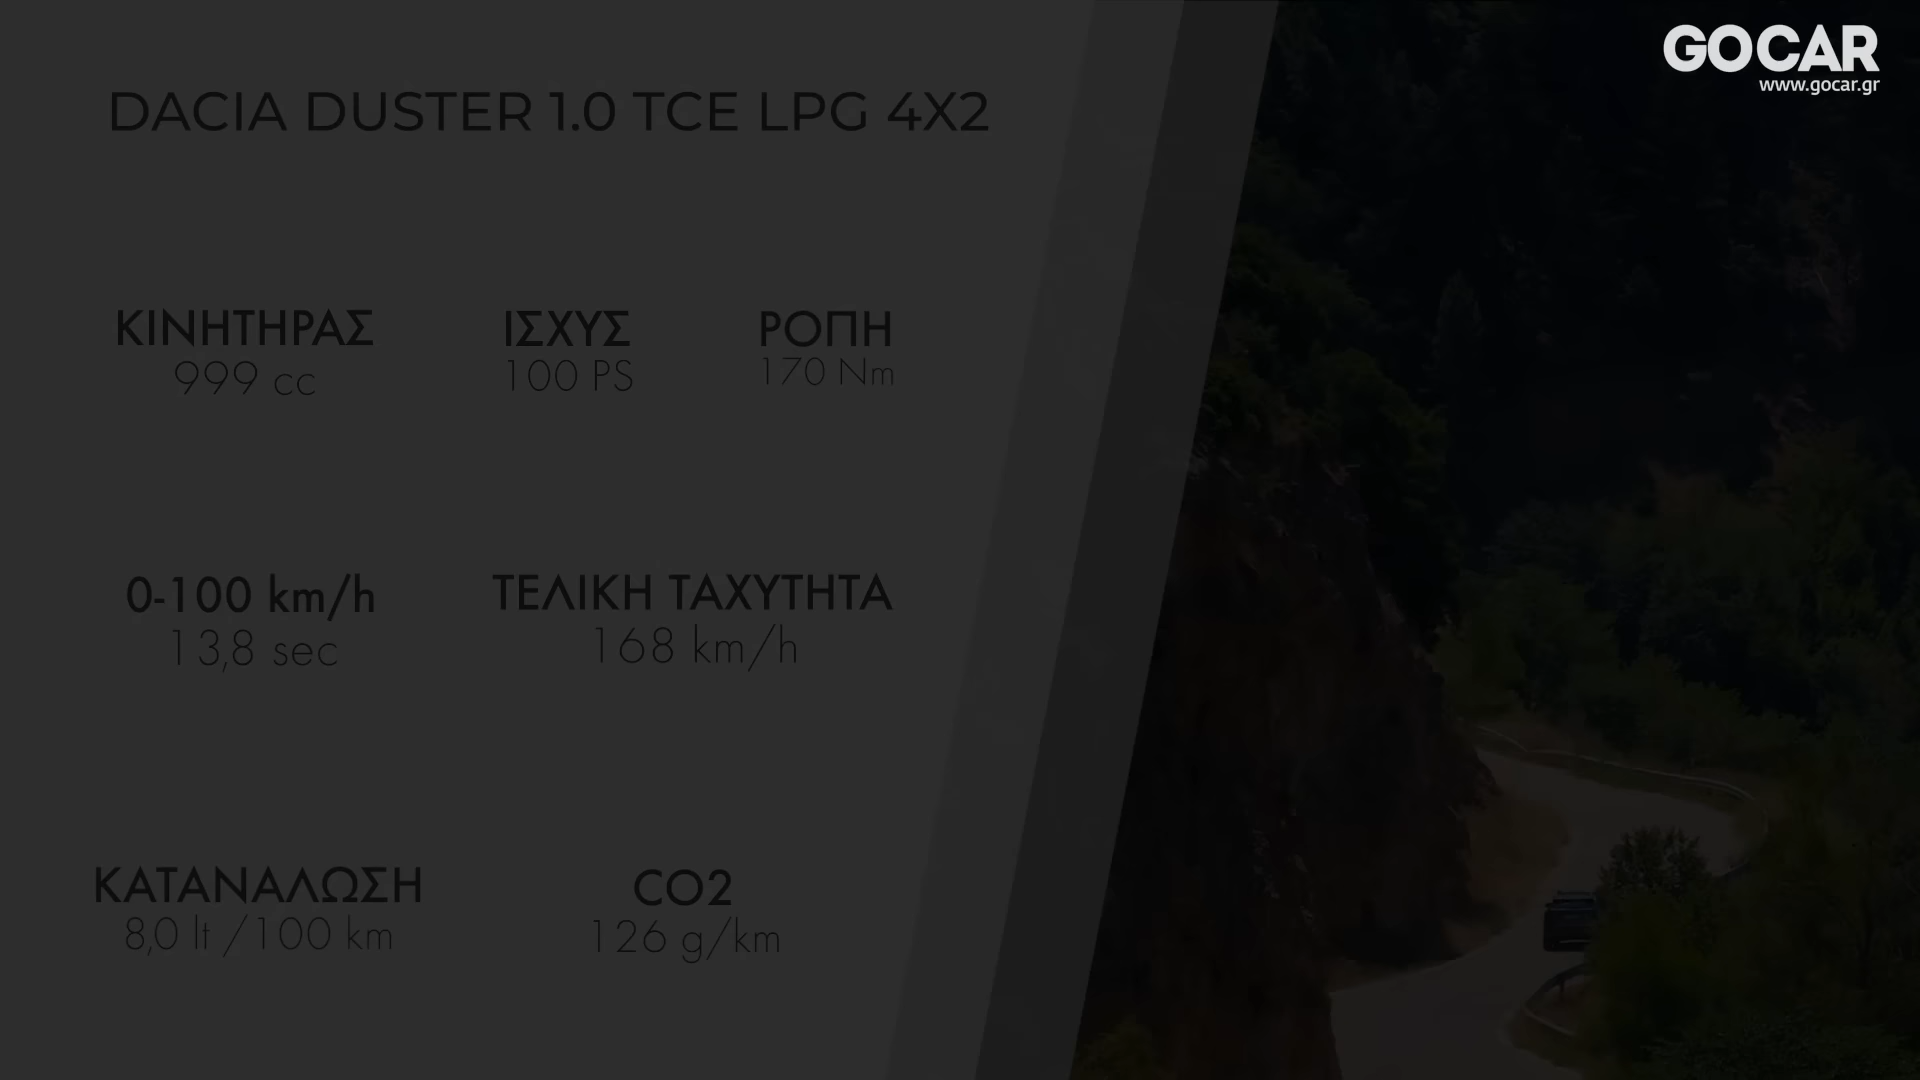 GOCAR
www.gocar.gr
DACIA DUSTER 1.0 TCE LPG 4X2
ΚΙΝΗΤΗΡΑΣ
999 cc
ΙΣΧΥΣ
100 PS
ΡΟΠΗ
170 Nm
0-100 km/h
13,8 sec
ΤΕΛΙΚΗ ΤΑΧΥΤΗΤΑ
168 km/h
ΚΑΤΑΝΑΛΩΣΗ
8,0 lt /100 km
CO2
126 g/km